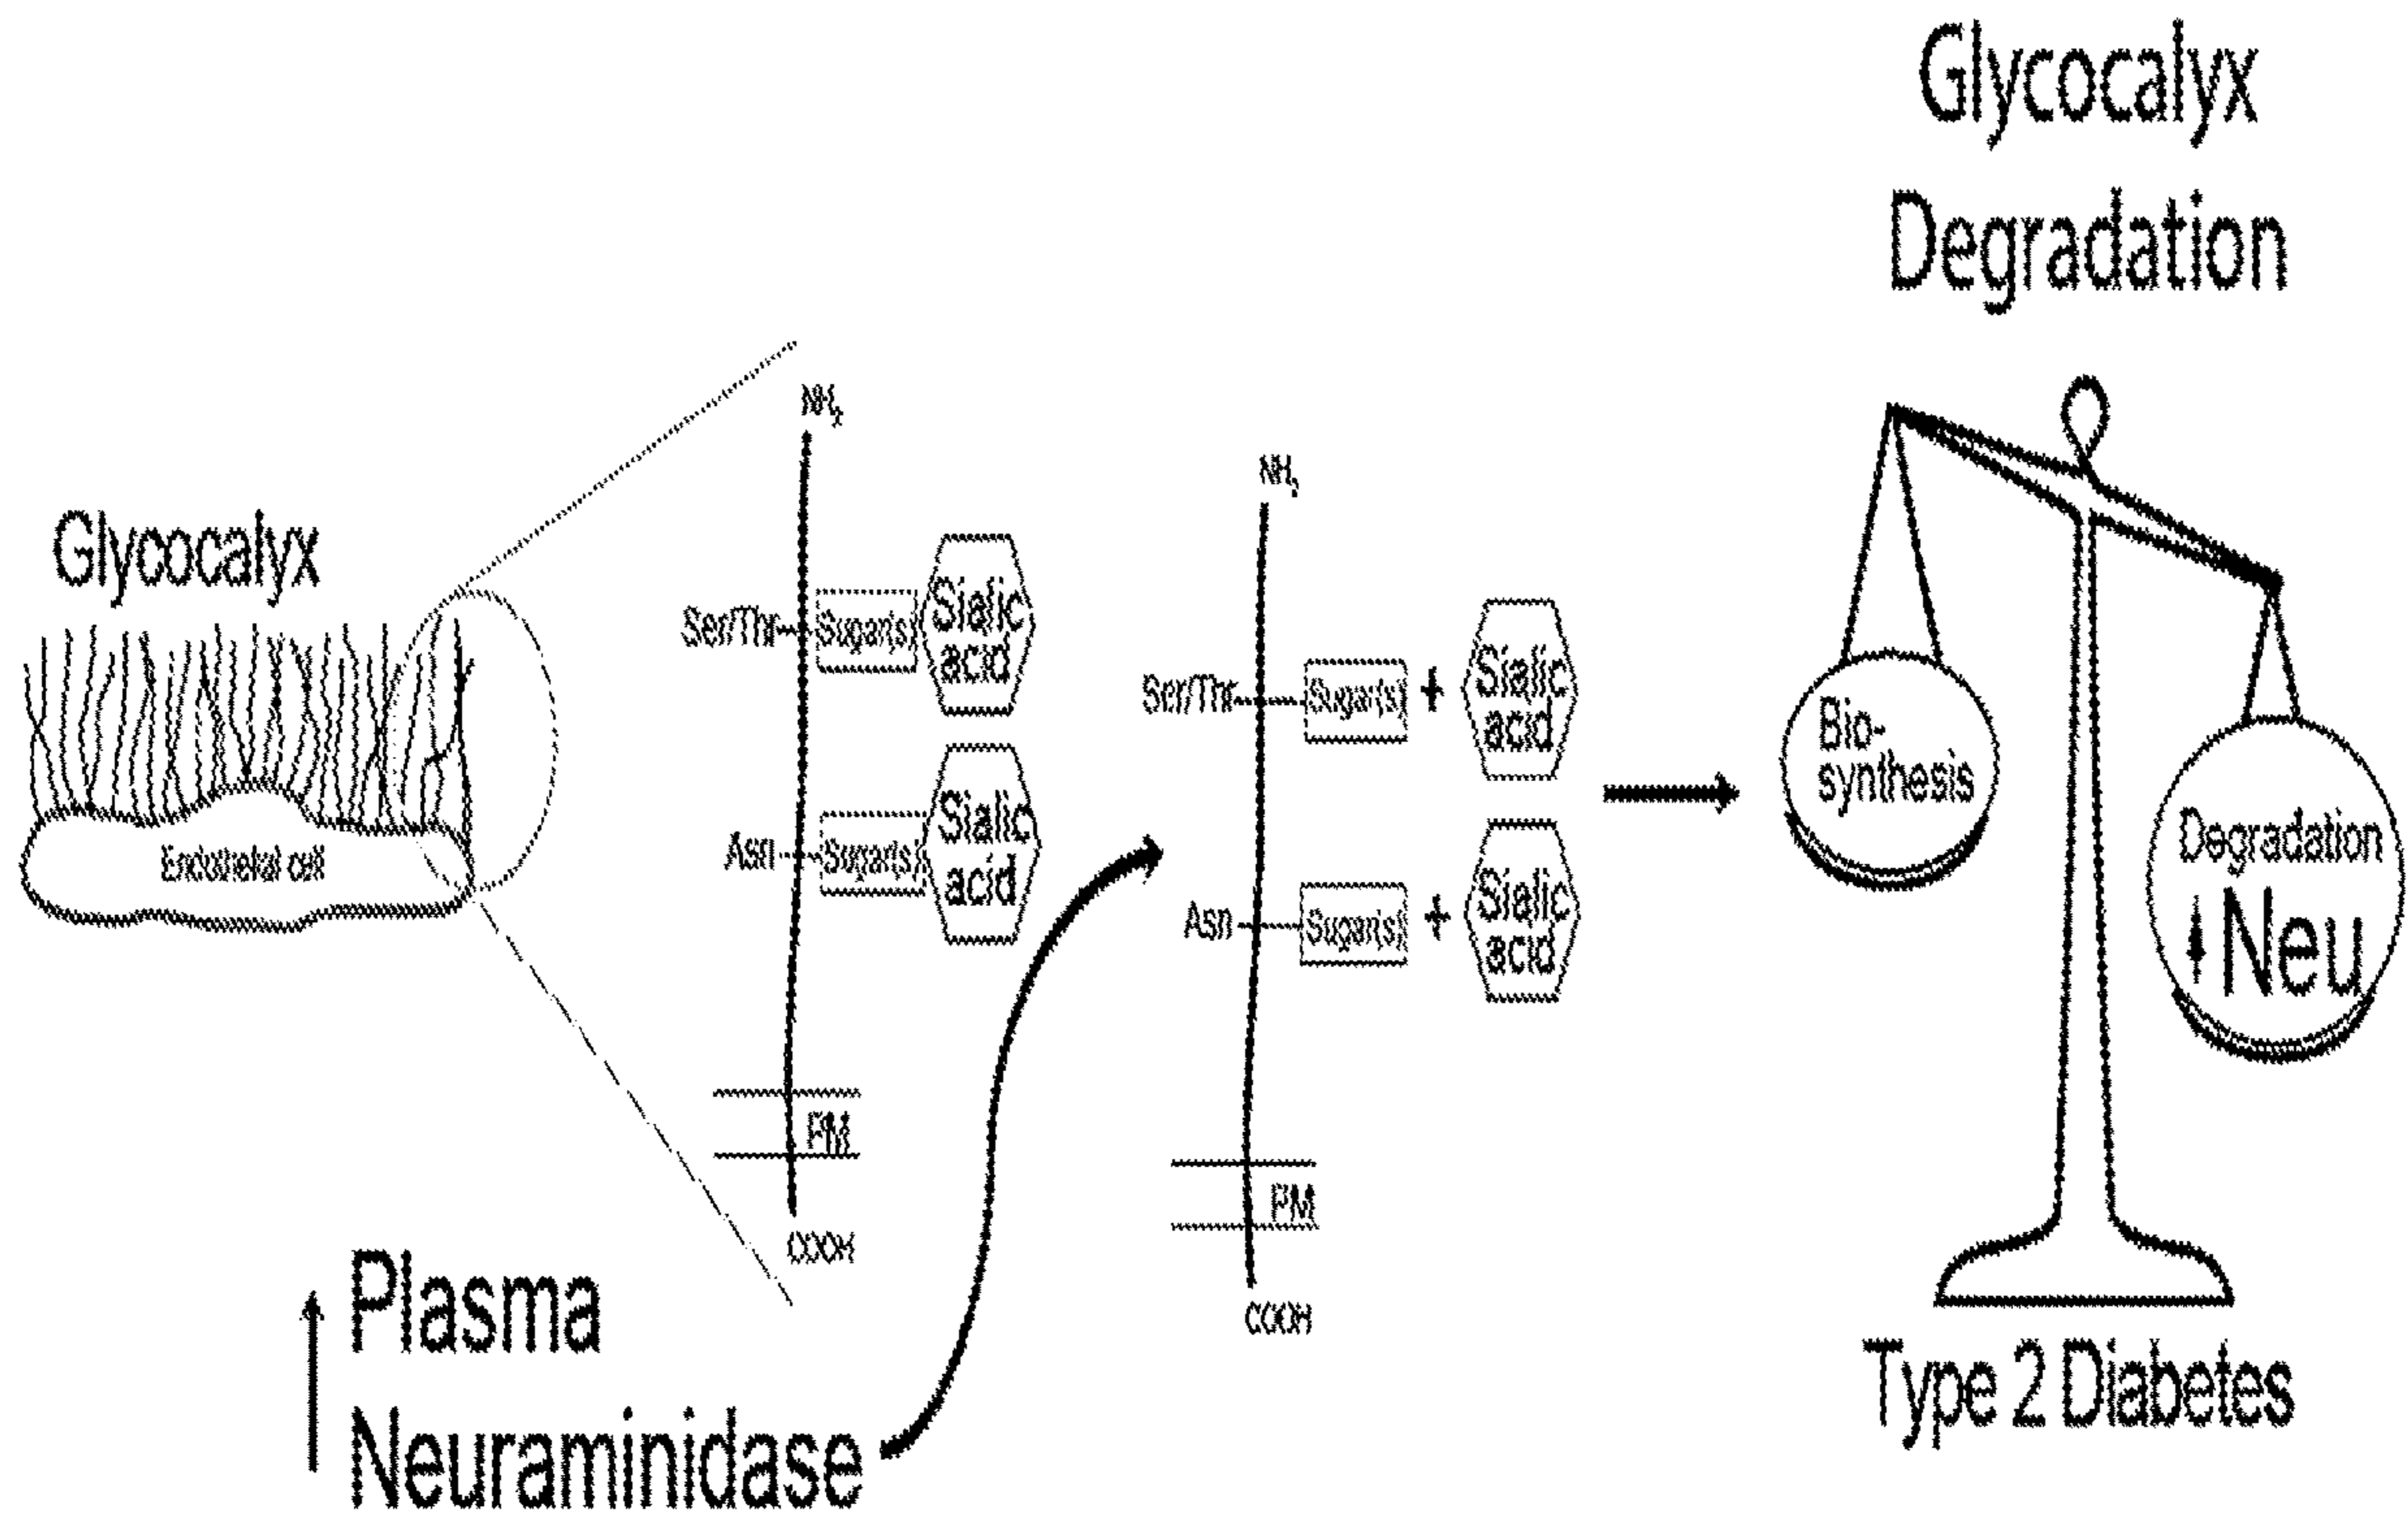 Glycocalyx
Degradation
Glycocalyx
Endothelial cell
NH2
Ser/Thr
Sugar(s)
Sialic
acid
Asn
Sugar(s)
Sialic
acid
PM
COOH
Plasma
Neuraminidase
NH2
Ser/Thr
Sugar(s)
+
Sialic
acid
Asn
Sugar(s)
+
Sialic
acid
PM
COOH
Bio-
synthesis
Degradation
Neu
Type 2 Diabetes